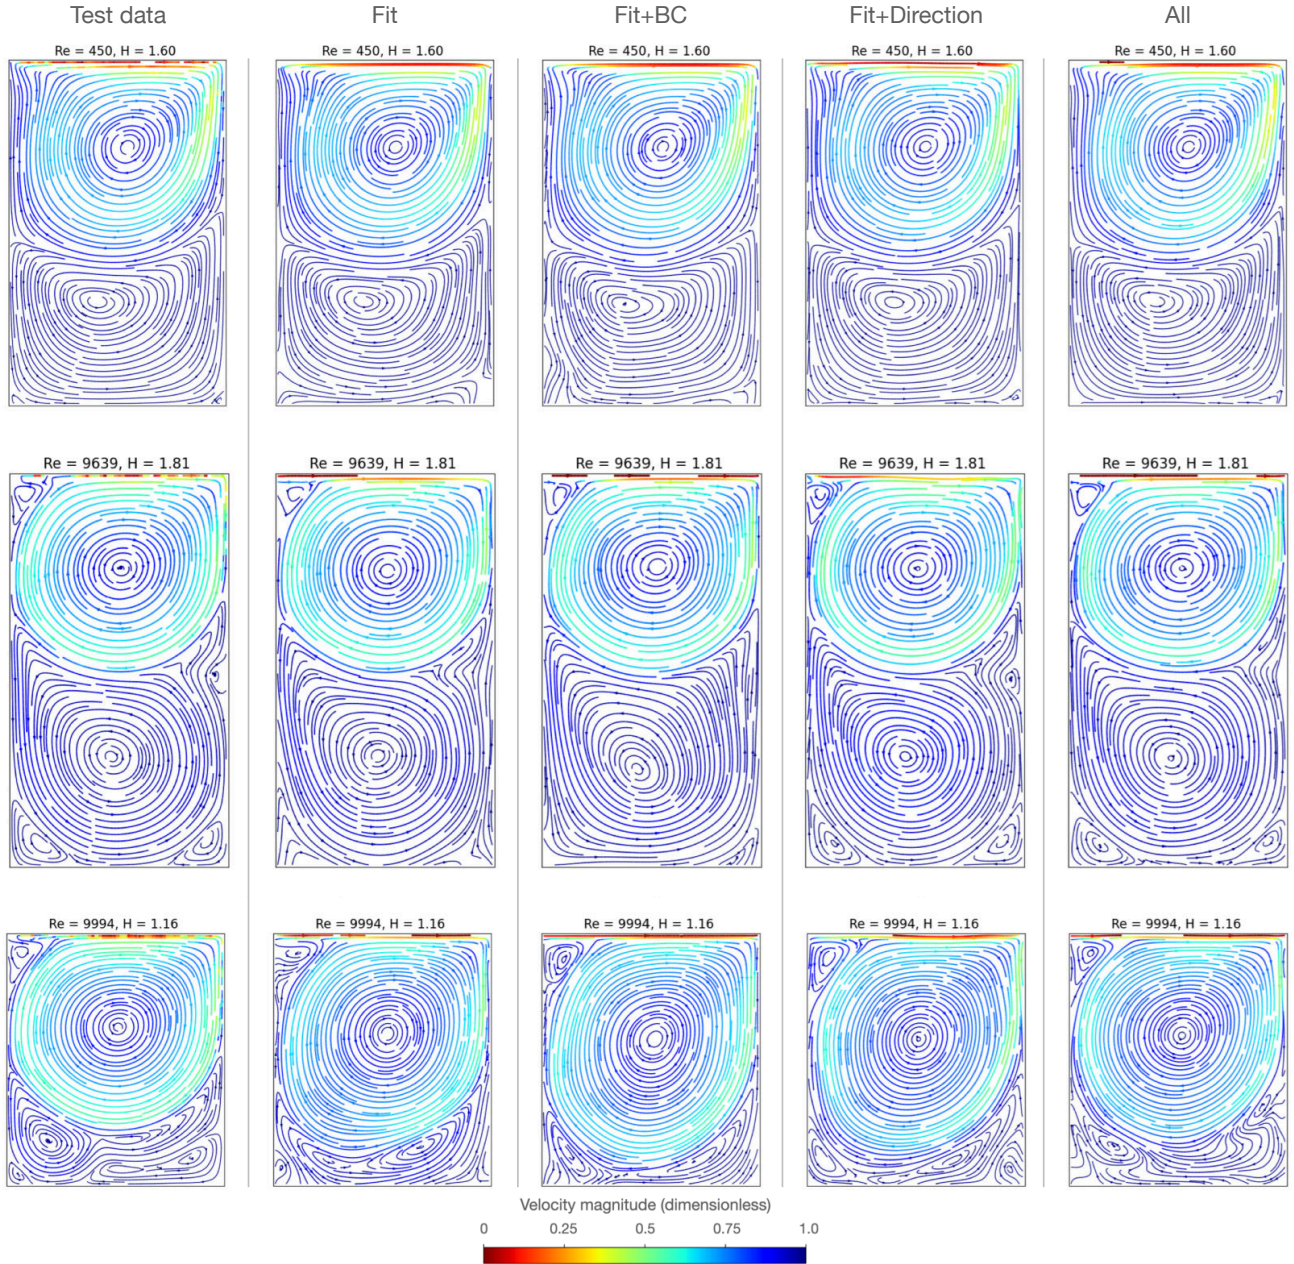 Test data Fit Fit+BC Fit+Direction All
Re = 450, H = 1.60 Re = 450, H = 1.60 Re = 450, H = 1.60 Re = 450, H = 1.60 Re = 450, H = 1.60
Re = 9639, H = 1.81 Re = 9639, H = 1.81 Re = 9639, H = 1.81 Re = 9639, H = 1.81 Re = 9639, H = 1.81
Re = 9994, H = 1.16 Re = 9994, H = 1.16 Re = 9994, H = 1.16 Re = 9994, H = 1.16 Re = 9994, H = 1.16
Velocity magnitude (dimensionless)
0 0.25 0.5 0.75 1.0